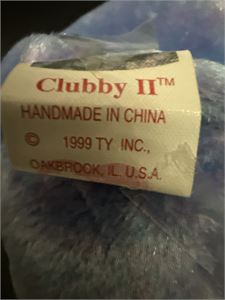 Clubby II™
HANDMADE IN CHINA
© 1999 TY INC.,
OAKBROOK, IL. U.S.A.